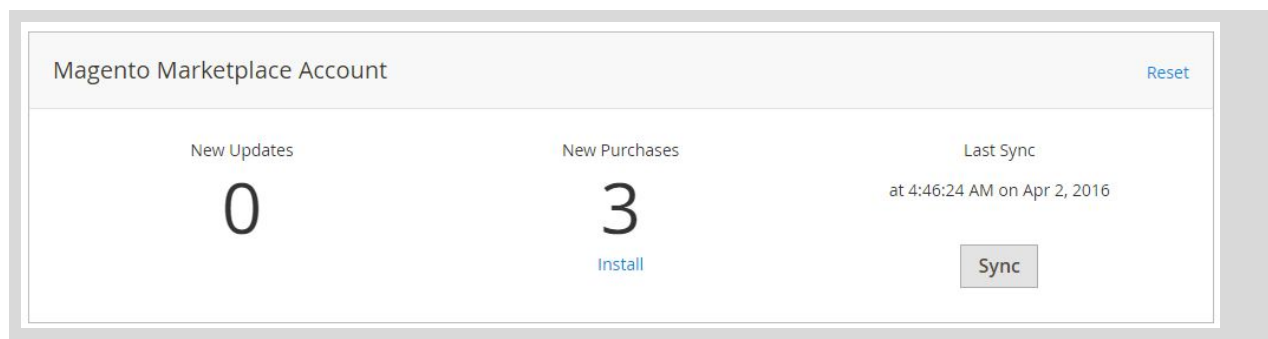 Magento Marketplace Account
Reset
New Updates
New Purchases
Last Sync
0
3
at 4:46:24 AM on Apr 2, 2016
Install
Sync